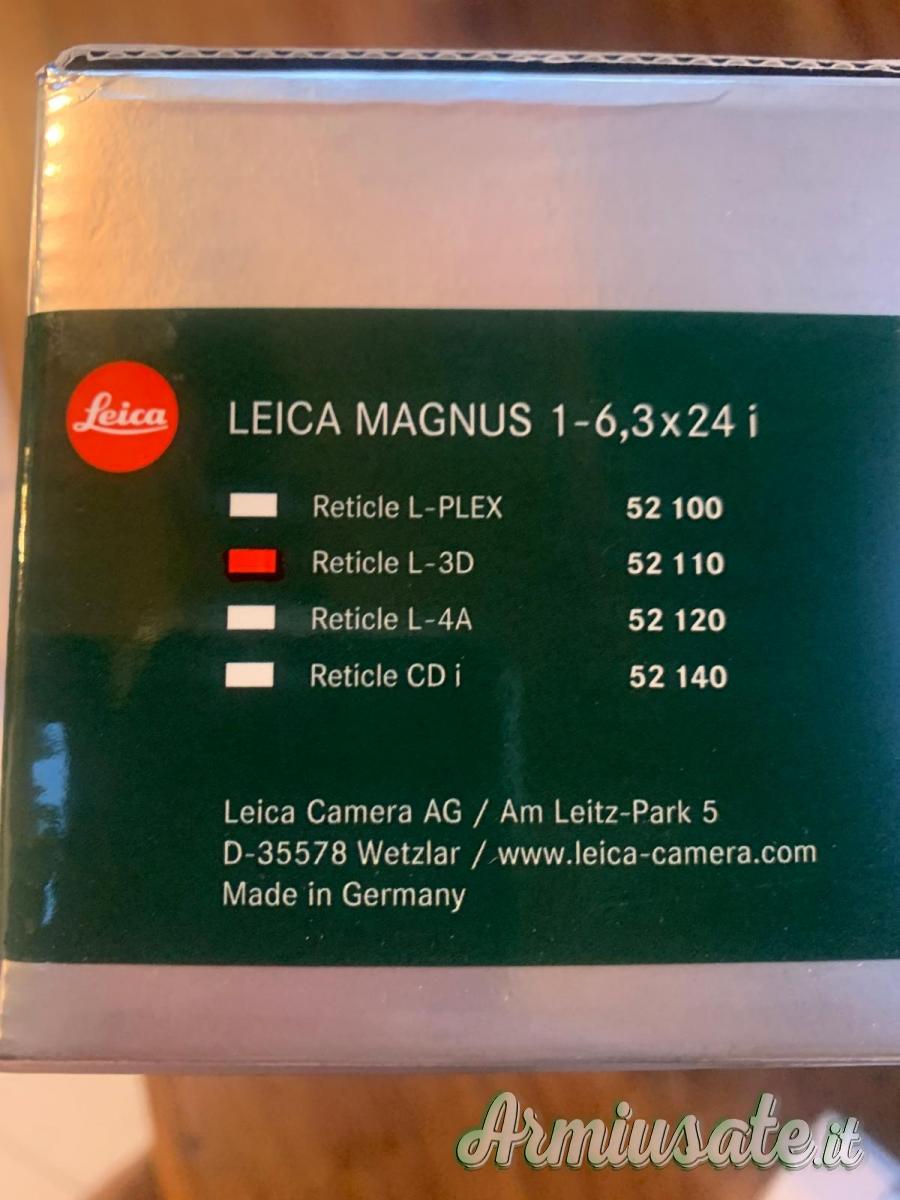 Leica
LEICA MAGNUS 1-6,3x24 i
Reticle L-PLEX 52 100
Reticle L-3D 52 110
Reticle L-4A 52 120
Reticle CD i 52 140
Leica Camera AG / Am Leitz-Park 5
D-35578 Wetzlar / www.leica-camera.com
Made in Germany
Armiusate.it